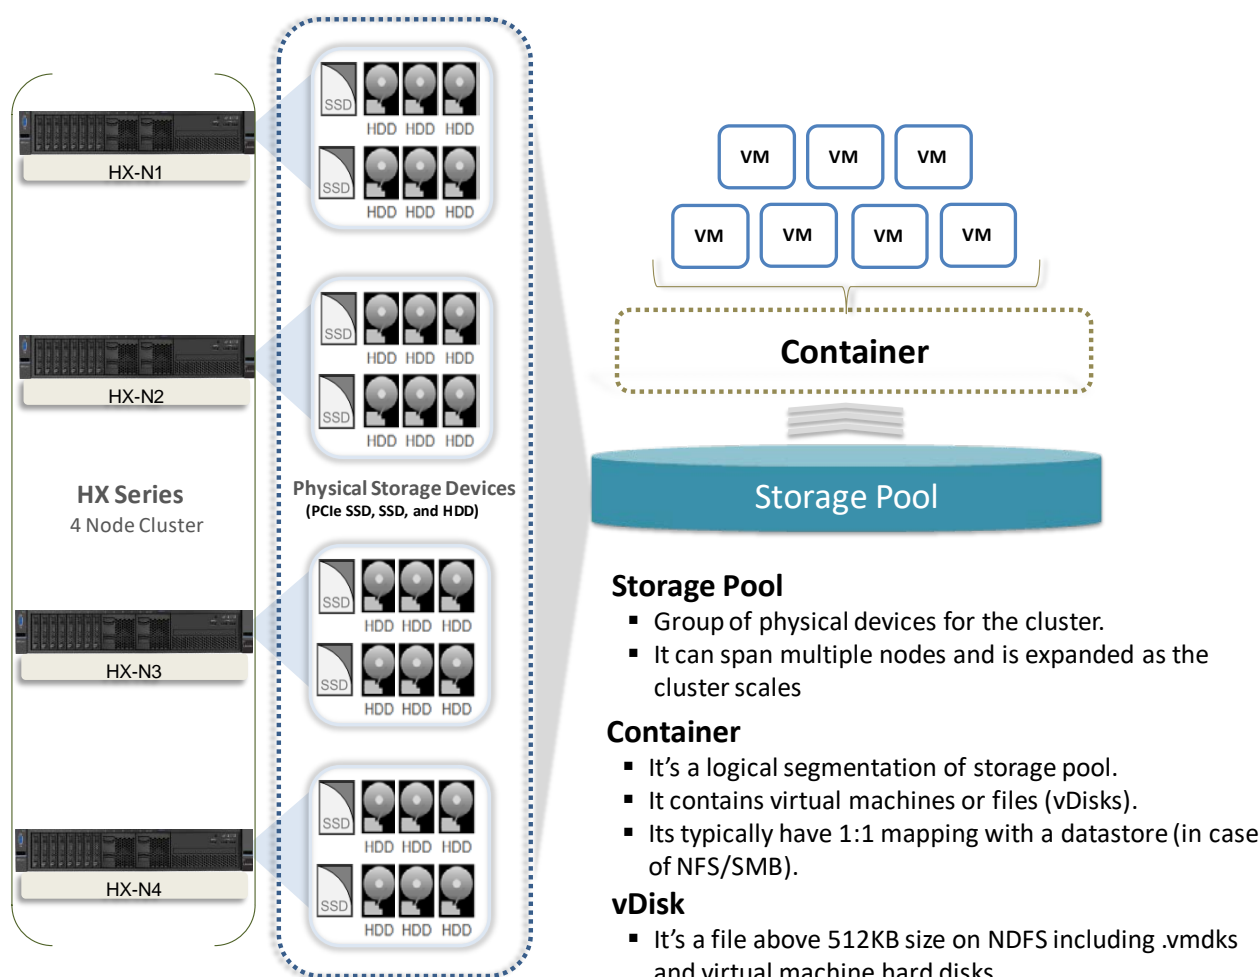 HX-N1
HX-N2
HX Series
4 Node Cluster
HX-N3
HX-N4
SSD
HDD HDD HDD
SSD
HDD HDD HDD
SSD
HDD HDD HDD
SSD
HDD HDD HDD
Physical Storage Devices
(PCIe SSD, SSD, and HDD)
SSD
HDD HDD HDD
SSD
HDD HDD HDD
SSD
HDD HDD HDD
SSD
HDD HDD HDD
VM VM VM
VM VM VM VM
Container
Storage Pool
Storage Pool
▪ Group of physical devices for the cluster.
▪ It can span multiple nodes and is expanded as the
cluster scales
Container
▪ It’s a logical segmentation of storage pool.
▪ It contains virtual machines or files (vDisks).
▪ Its typically have 1:1 mapping with a datastore (in case
of NFS/SMB).
vDisk
▪ It’s a file above 512KB size on NDFS including .vmdks
and virtual machine hard disks